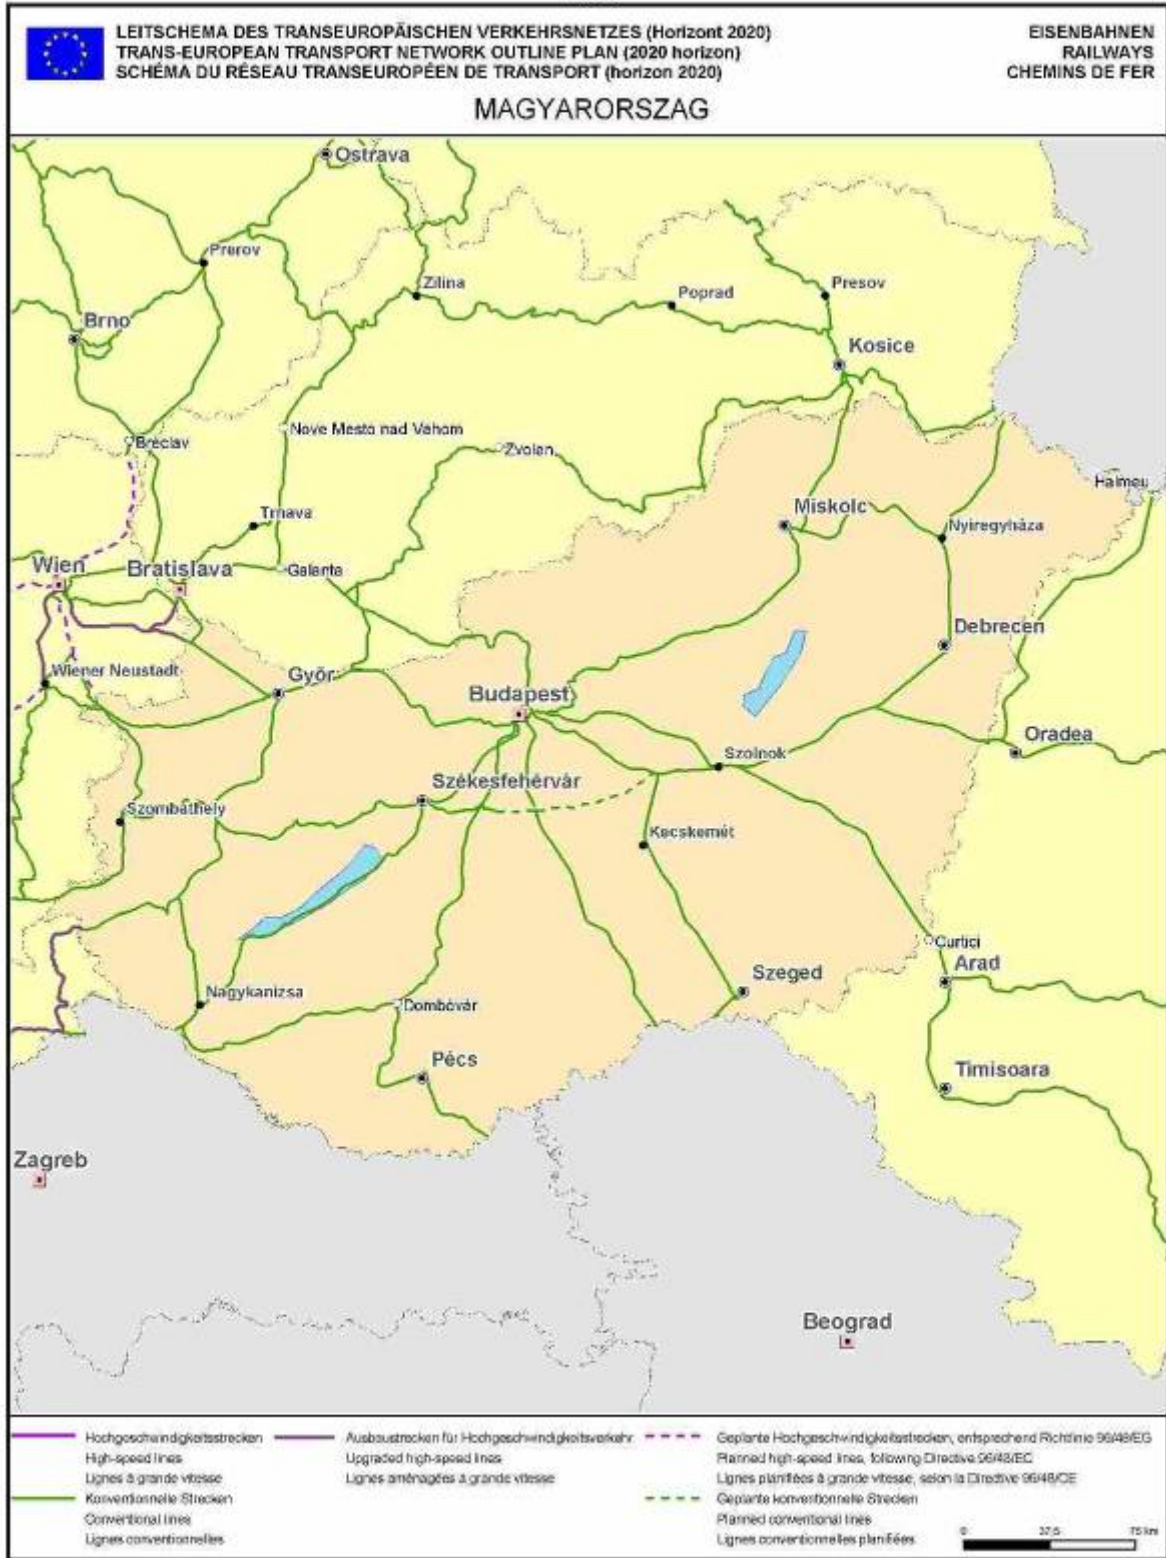 LEITSCHEMA DES TRANSEUROPÄISCHEN VERKEHRSNETZES (Horizont 2020)
TRANS-EUROPEAN TRANSPORT NETWORK OUTLINE PLAN (2020 horizon)
SCHÉMA DU RÉSEAU TRANSEUROPÉEN DE TRANSPORT (horizon 2020)
EISENBAHNEN
RAILWAYS
CHEMINS DE FER
MAGYARORSZAG
Ostrava
Prerov
Zilina
Poprad
Presov
Brno
Kosice
Nove Mesto nad Vahom
Breclav
Zvolen
Halmeu
Trnava
Miskolc
Nyiregyháza
Wien
Bratislava
Galanta
Debrecen
Wiener Neustadt
Győr
Budapest
Oradea
Szolnok
Székesfehérvár
Szombathely
Kecskemét
Curtici
Arad
Szeged
Nagykanizsa
Dombóvár
Pécs
Timisoara
Zagreb
Beograd
Hochgeschwindigkeitsstrecken
High-speed lines
Lignes à grande vitesse
Konventionelle Strecken
Conventional lines
Lignes conventionnelles
Ausbaustrecken für Hochgeschwindigkeitsverkehr
Upgraded high-speed lines
Lignes aménagées à grande vitesse
Geplante Hochgeschwindigkeitsstrecken, entsprechend Richtlinie 96/48/EG
Planned high-speed lines, following Directive 96/48/EC
Lignes planifiées à grande vitesse, selon la Directive 96/48/CE
Geplante konventionelle Strecken
Planned conventional lines
Lignes conventionnelles planifiées
0 37,5 75 km